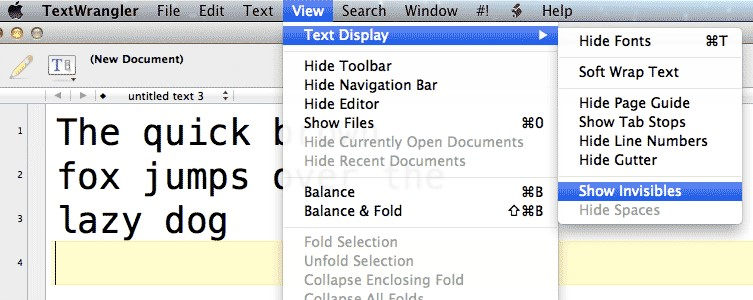 TextWrangler File Edit Text View Search Window #! Help
Text Display
Hide Toolbar
Hide Navigation Bar
Hide Editor
Show Files ⌘0
Hide Currently Open Documents
Hide Recent Documents
Balance ⌘B
Balance & Fold ⇧⌘B
Fold Selection
Unfold Selection
Collapse Enclosing Fold
Collapse All Folds
Hide Fonts ⌘T
Soft Wrap Text
Hide Page Guide
Show Tab Stops
Hide Line Numbers
Hide Gutter
Show Invisibles
Hide Spaces
(New Document)
T
untitled text 3
1 The quick b
2 fox jumps over the
3 lazy dog
4